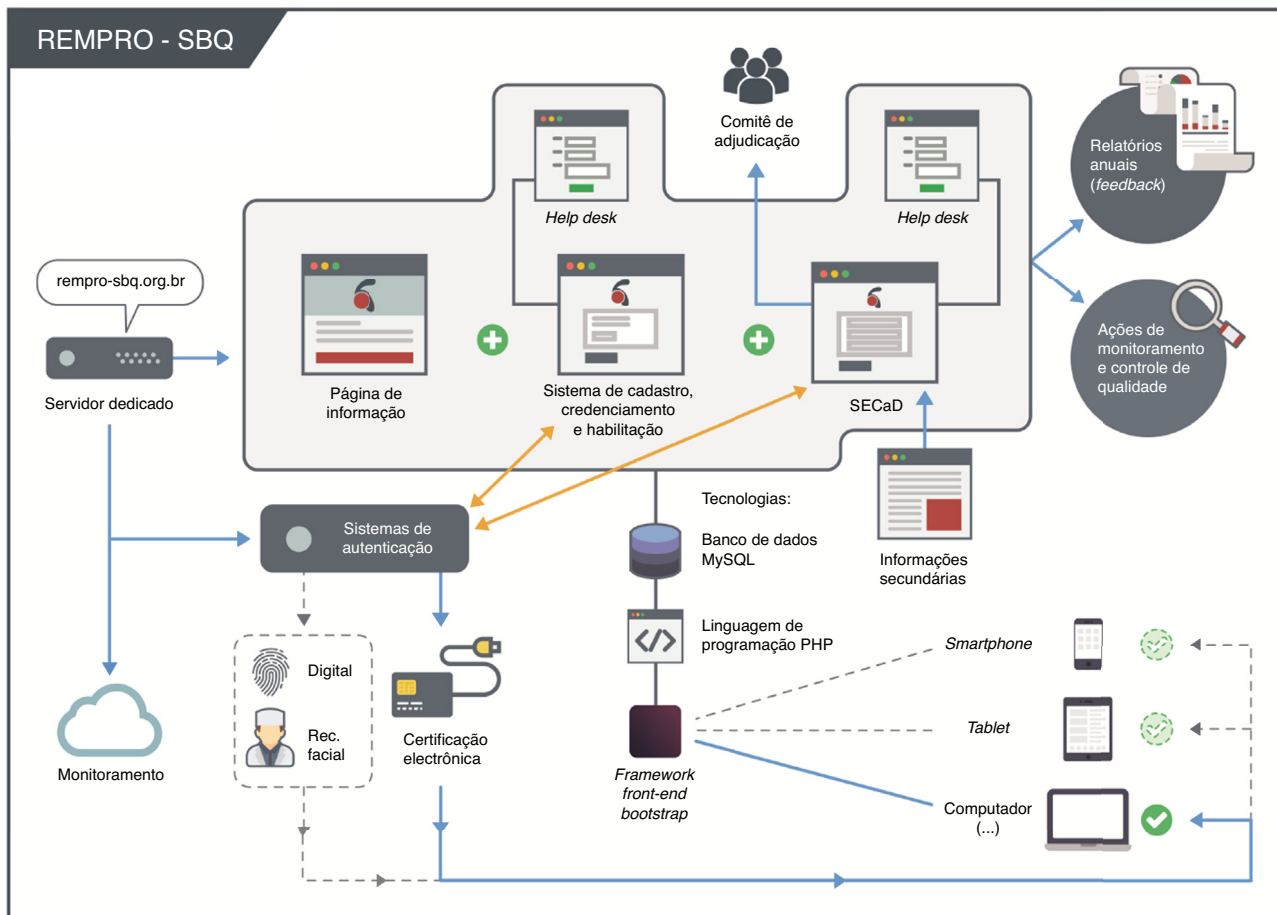 REMPRO - SBQ
Comitê de
adjudicação
Help desk
Help desk
Relatórios
anuais
(feedback)
rempro-sbq.org.br
Servidor dedicado
Página de
informação
Sistema de cadastro,
credenciamento
e habilitação
SECaD
Ações de
monitoramento
e controle de
qualidade
Sistemas de
autenticação
Tecnologias:
Banco de dados
MySQL
Informações
secundárias
Linguagem de
programação PHP
</>
Digital
Rec.
facial
Certificação
electrônica
Monitoramento
Framework
front-end
bootstrap
Smartphone
Tablet
Computador
(...)